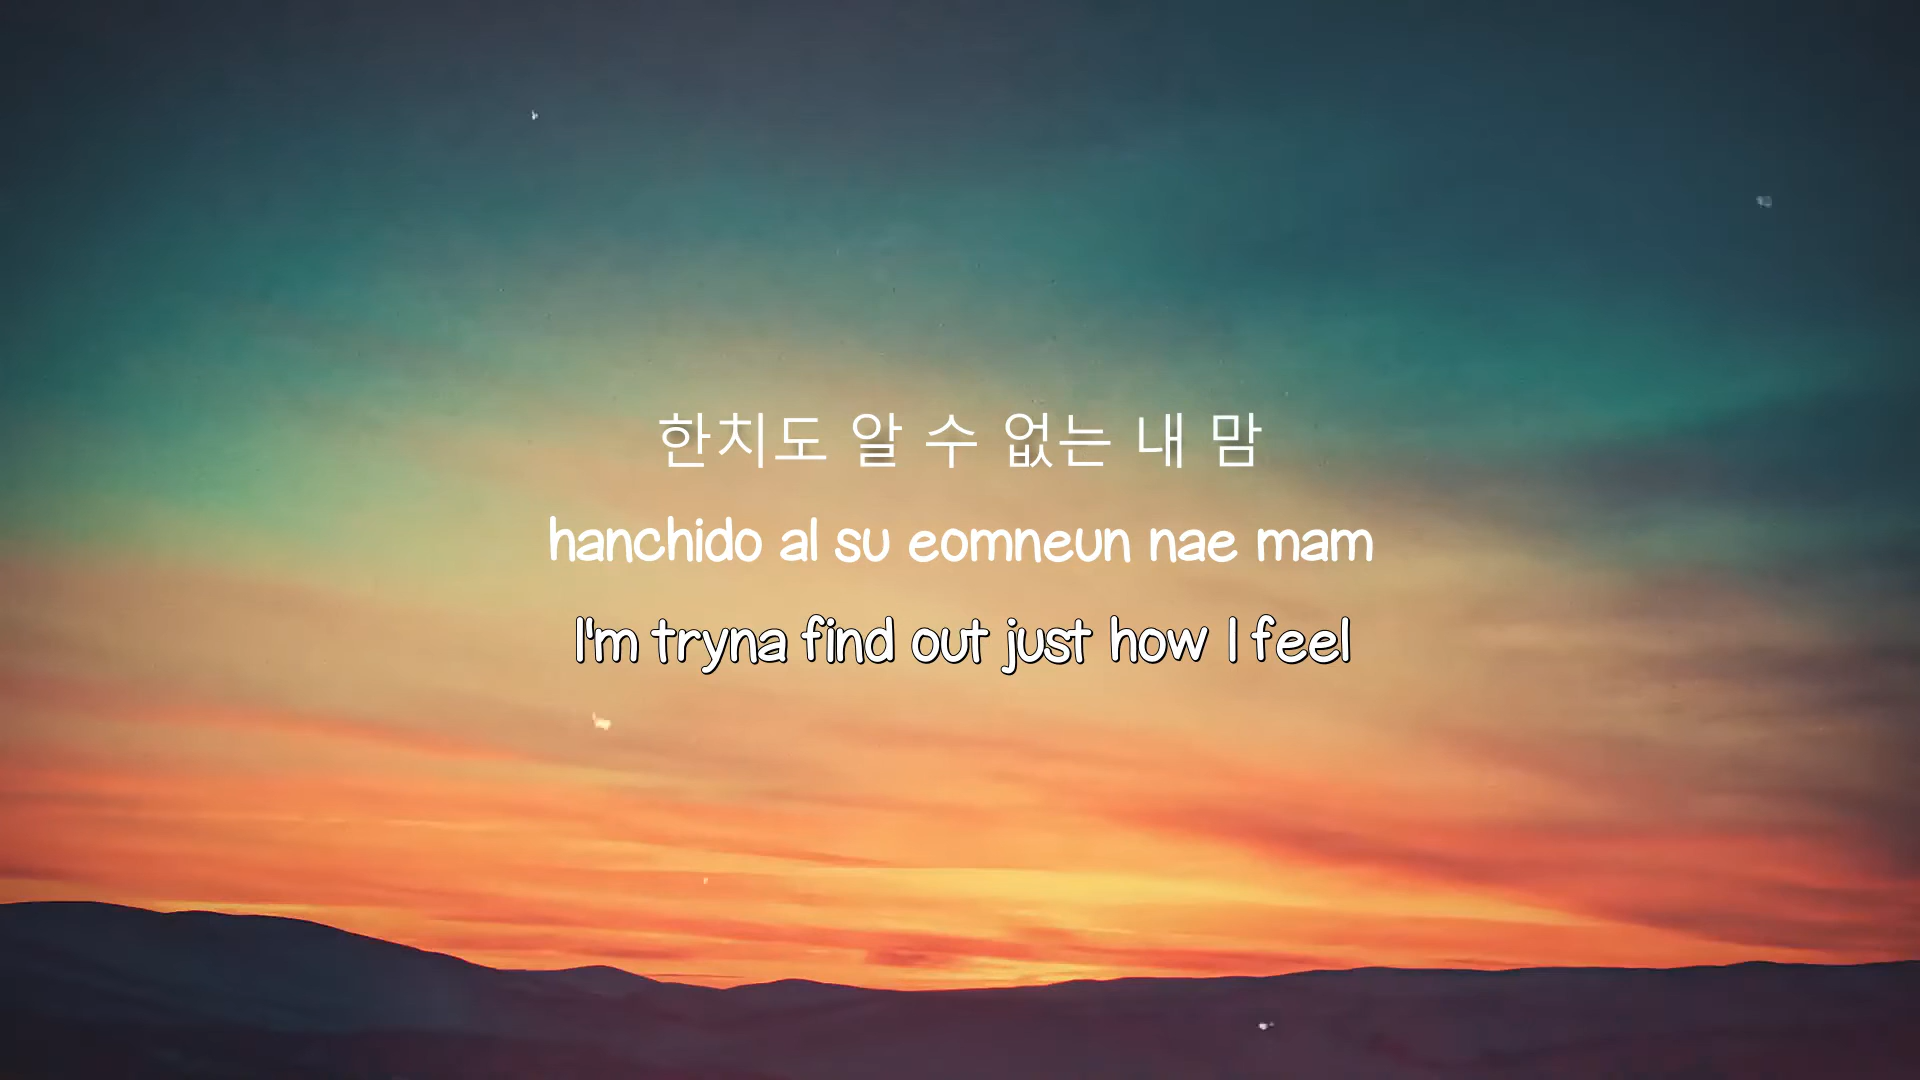 한치도 알 수 없는 내 맘
hanchido al su eomneun nae mam
I'm tryna find out just how I feel